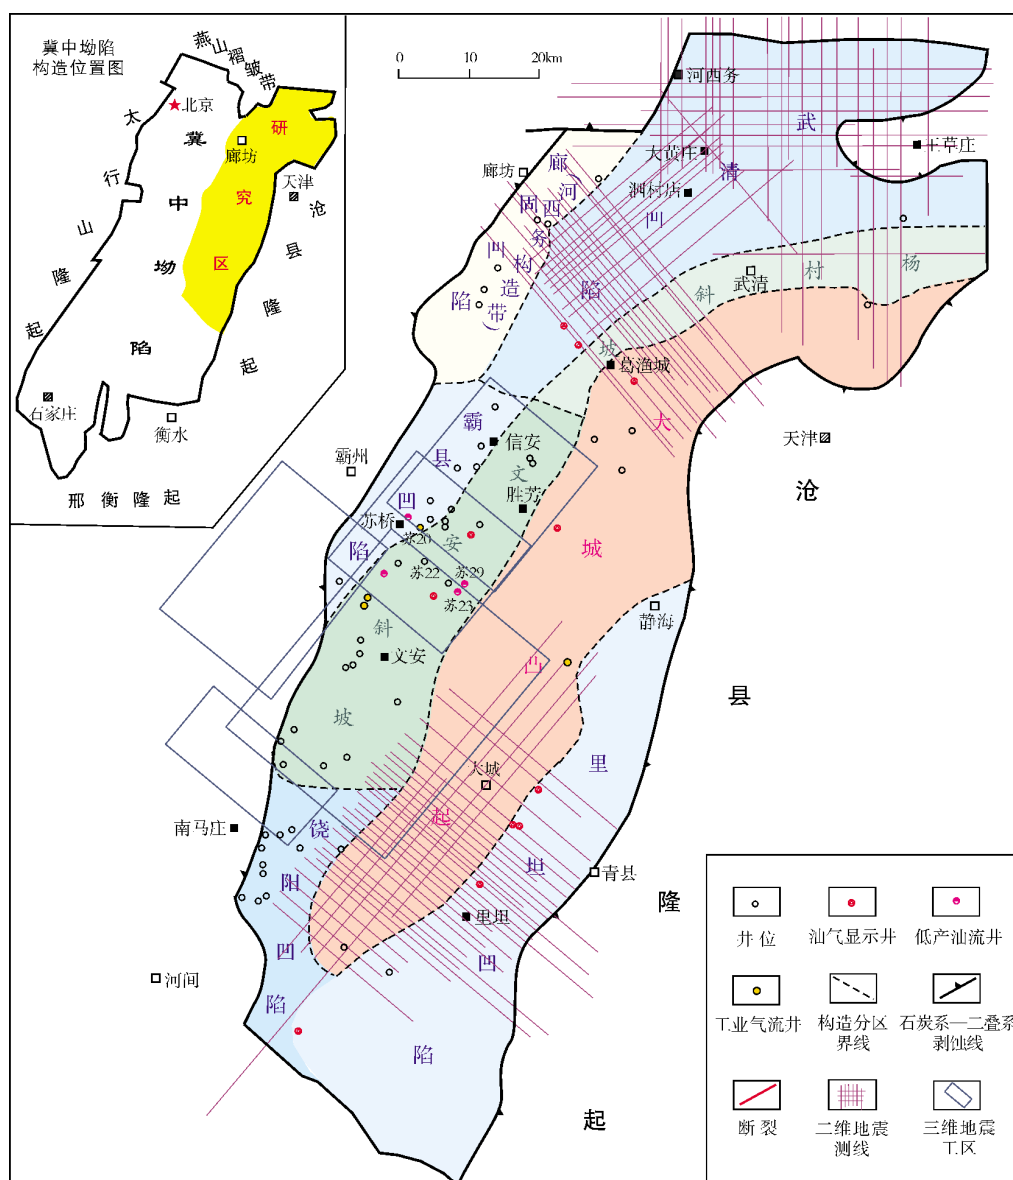 冀中坳陷
构造位置图
燕山褶皱带
太行山隆起
北京
冀中坳陷
廊坊
天津
研究区
沧县隆起
石家庄
衡水
邢衡隆起
0 10 20km
河西务
武清凹陷
大黄庄
王草庄
泗村店
廊坊
廊固凹陷
(河西务构造带)
武清
杨村斜坡
葛渔城
大城凸起
天津
霸县凹陷
信安
霸州
文安斜坡
胜芳
苏桥
苏20
苏22
苏29
苏23
静海
文安
沧县隆起
大城
里坦凹陷
南马庄
饶阳凹陷
青县
里坦
河间
井位
油气显示井
低产油流井
工业气流井
构造分区
界线
石炭系—二叠系
剥蚀线
断裂
二维地震
测线
三维地震
工区